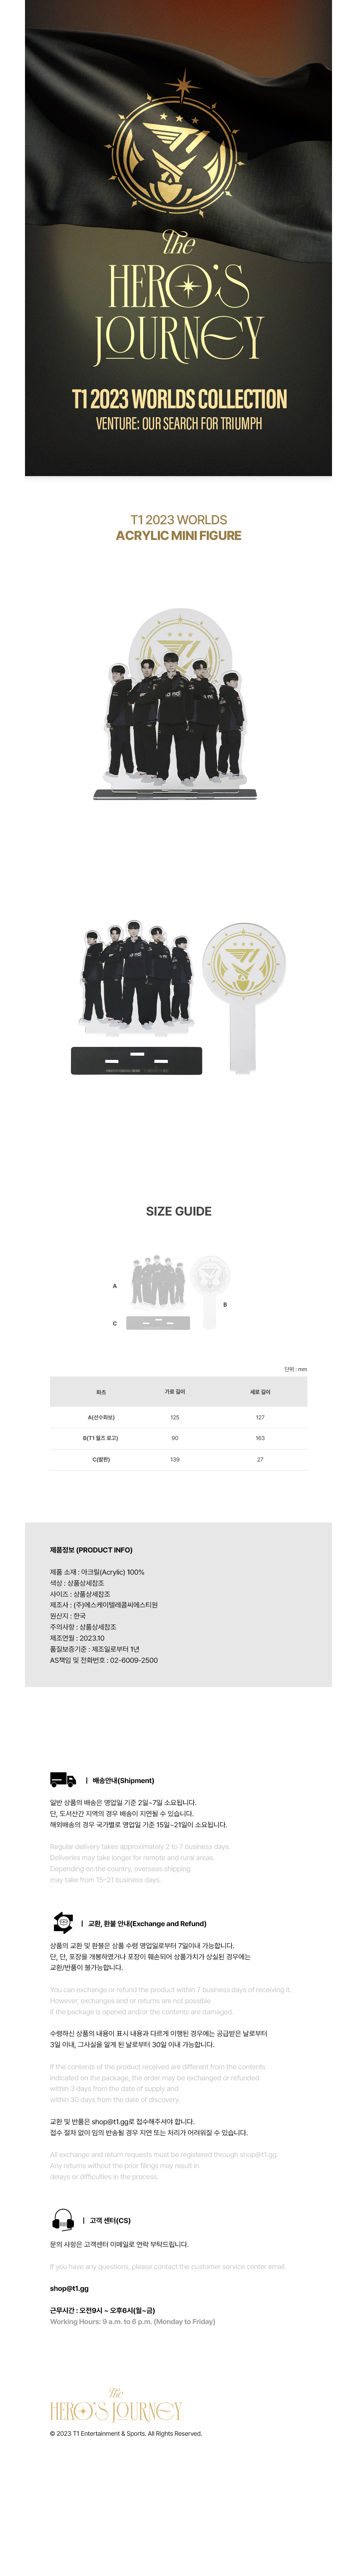 The
HERO'S
JOURNEY
T1 2023 WORLDS COLLECTION
VENTURE: OUR SEARCH FOR TRIUMPH
T1 2023 WORLDS
ACRYLIC MINI FIGURE
SIZE GUIDE
A
B
C
단위 : mm
파츠 가로 길이 세로 길이
A(선수화보) 125 127
B(T1 월즈 로고) 90 163
C(발판) 139 27
제품정보 (PRODUCT INFO)
제품 소재 : 아크릴(Acrylic) 100%
색상 : 상품상세참조
사이즈 : 상품상세참조
제조사 : (주)에스케이텔레콤씨에스티원
원산지 : 한국
주의사항 : 상품상세참조
제조연월 : 2023.10
품질보증기준 : 제조일로부터 1년
AS책임 및 전화번호 : 02-6009-2500
| 배송안내(Shipment)
일반 상품의 배송은 영업일 기준 2일~7일 소요됩니다.
단, 도서산간 지역의 경우 배송이 지연될 수 있습니다.
해외배송의 경우 국가별로 영업일 기준 15일~21일이 소요됩니다.
Regular delivery takes approximately 2 to 7 business days.
Deliveries may take longer for remote and rural areas.
Depending on the country, overseas shipping
may take from 15~21 business days.
| 교환, 환불 안내(Exchange and Refund)
상품의 교환 및 환불은 상품 수령 영업일로부터 7일이내 가능합니다.
단, 단, 포장을 개봉하였거나 포장이 훼손되어 상품가치가 상실된 경우에는
교환/반품이 불가능합니다.
You can exchange or refund the product within 7 business days of receiving it.
However, exchanges and or returns are not possible
if the package is opened and/or the contents are damaged.
수령하신 상품의 내용이 표시 내용과 다르게 이행된 경우에는 공급받은 날로부터
3일 이내, 그사실을 알게 된 날로부터 30일 이내 가능합니다.
If the contents of the product received are different from the contents
indicated on the package, the order may be exchanged or refunded
within 3 days from the date of supply and
within 30 days from the date of discovery.
교환 및 반품은 shop@t1.gg로 접수해주셔야 합니다.
접수 절차 없이 임의 반송될 경우 지연 또는 처리가 어려워질 수 있습니다.
All exchange and return requests must be registered through shop@t1.gg.
Any returns without the prior filings may result in
delays or difficulties in the process.
| 고객 센터(CS)
문의 사항은 고객센터 이메일로 연락 부탁드립니다.
If you have any questions, please contact the customer service center email.
shop@t1.gg
근무시간 : 오전9시 ~ 오후6시(월~금)
Working Hours: 9 a.m. to 6 p.m. (Monday to Friday)
The
HERO'S JOURNEY
© 2023 T1 Entertainment & Sports. All Rights Reserved.